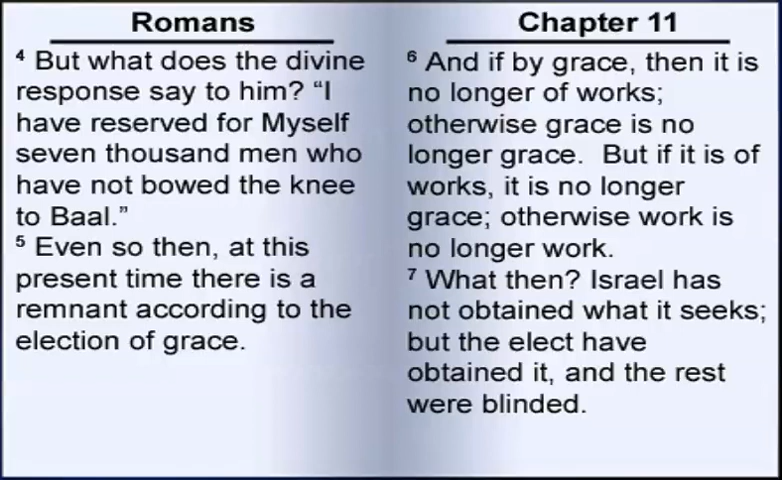 Romans
⁴ But what does the divine
response say to him? “I
have reserved for Myself
seven thousand men who
have not bowed the knee
to Baal.”
⁵ Even so then, at this
present time there is a
remnant according to the
election of grace.
Chapter 11
⁶ And if by grace, then it is
no longer of works;
otherwise grace is no
longer grace.  But if it is of
works, it is no longer
grace; otherwise work is
no longer work.
⁷ What then? Israel has
not obtained what it seeks;
but the elect have
obtained it, and the rest
were blinded.